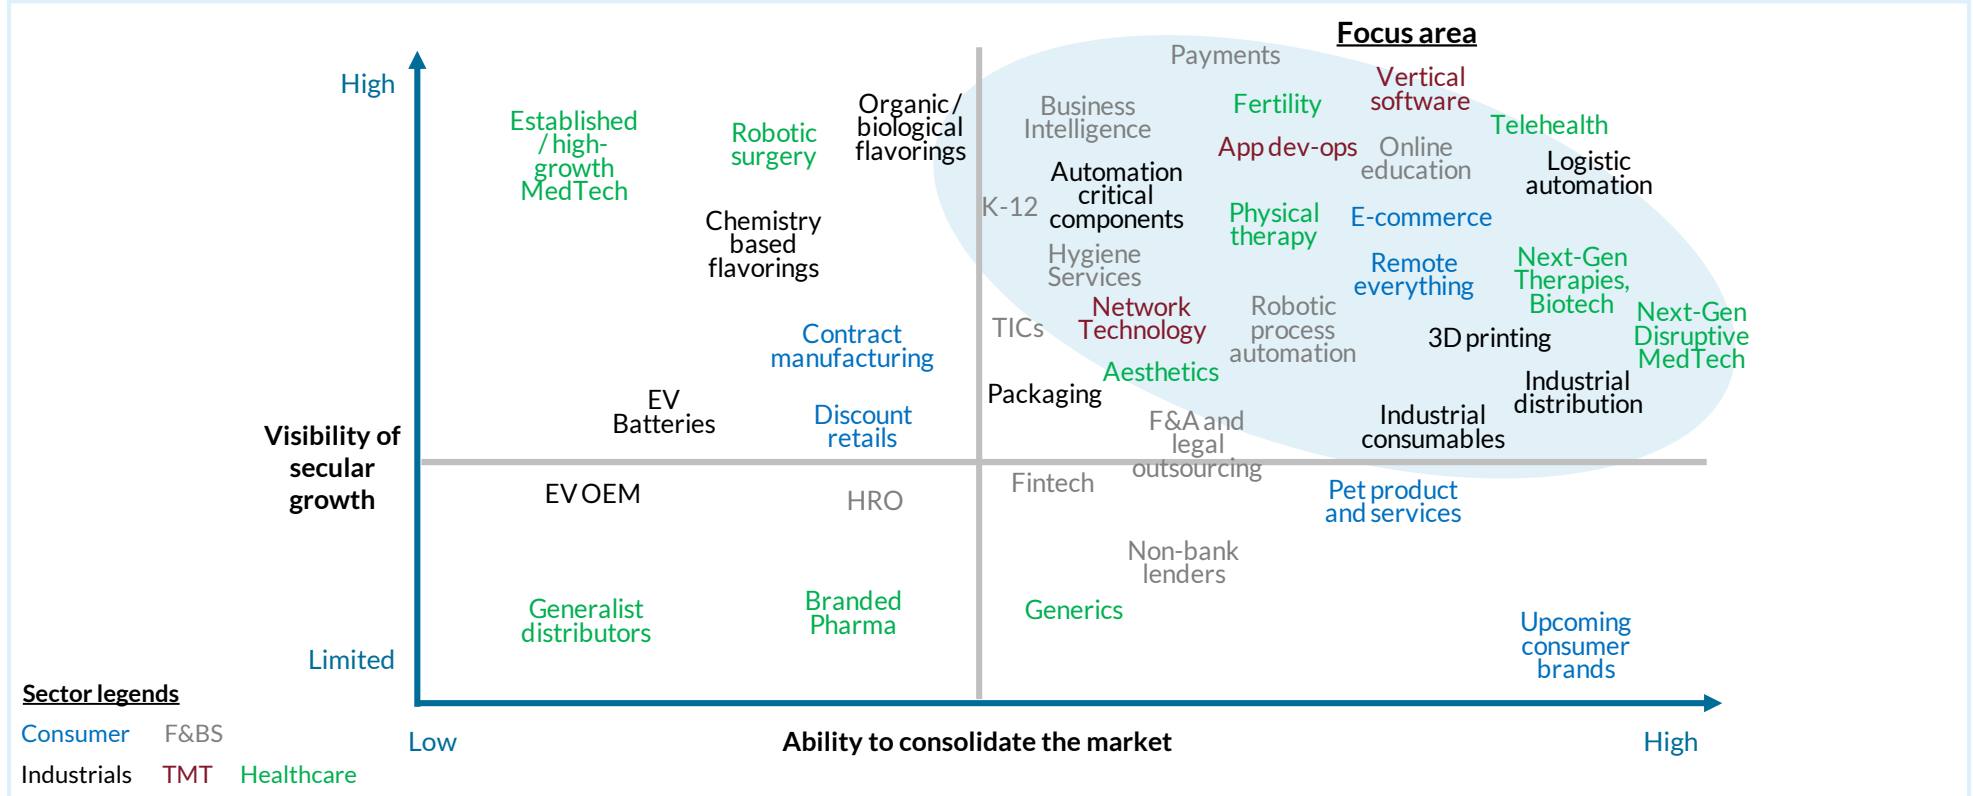 Focus area
High
Payments
Vertical
software
Organic /
biological
flavorings
Business
Intelligence
Fertility
Established
/ high-
growth
MedTech
Robotic
surgery
Telehealth
App dev-ops
Online
education
Logistic
automation
Automation
critical
components
K-12
Chemistry
based
flavorings
Physical
therapy
E-commerce
Hygiene
Services
Remote
everything
Next-Gen
Therapies,
Biotech
Network
Technology
Robotic
process
automation
Next-Gen
Disruptive
MedTech
TICs
3D printing
Contract
manufacturing
Aesthetics
Packaging
Industrial
distribution
EV
Batteries
Discount
retails
F&A and
legal
outsourcing
Industrial
consumables
Visibility of
secular
growth
EV OEM
HRO
Fintech
Pet product
and services
Non-bank
lenders
Generalist
distributors
Branded
Pharma
Generics
Upcoming
consumer
brands
Limited
Low
Ability to consolidate the market
High
Sector legends
Consumer F&BS
Industrials TMT Healthcare